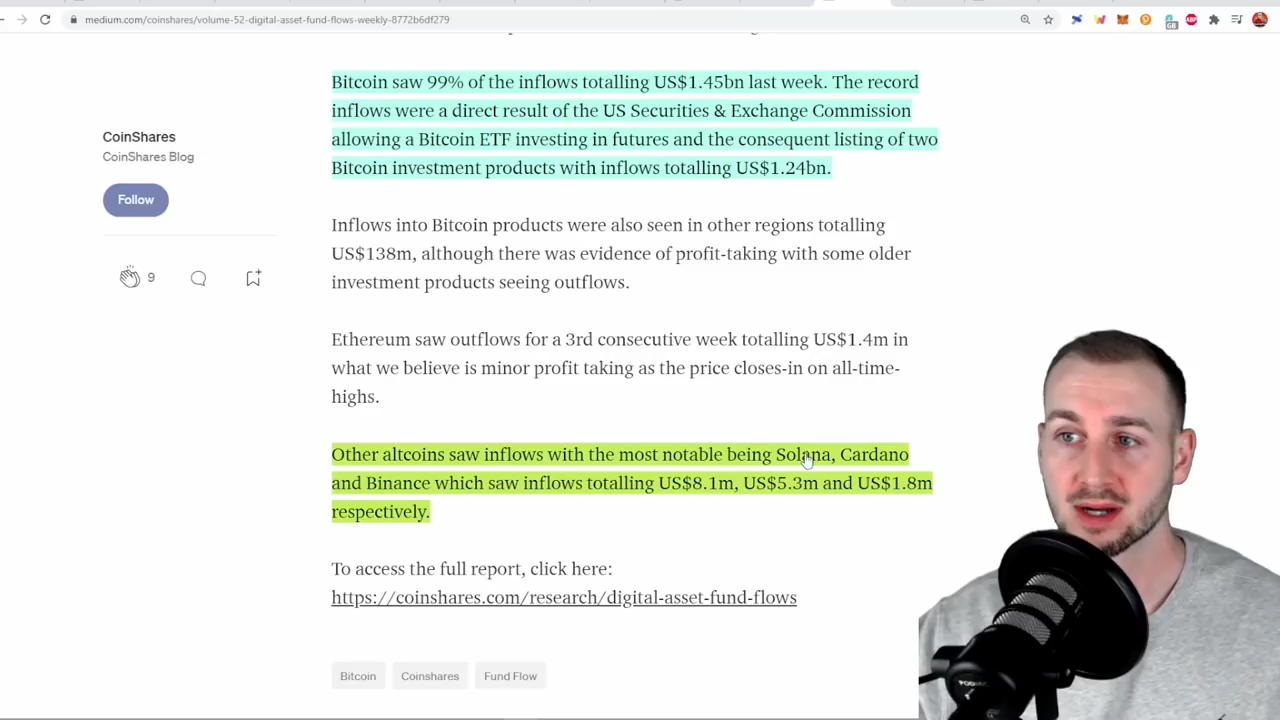 medium.com/coinshares/volume-52-digital-asset-fund-flows-weekly-8772b6df279
Bitcoin saw 99% of the inflows totalling US$1.45bn last week. The record
inflows were a direct result of the US Securities & Exchange Commission
allowing a Bitcoin ETF investing in futures and the consequent listing of two
Bitcoin investment products with inflows totalling US$1.24bn.
CoinShares
CoinShares Blog
Follow
9
Inflows into Bitcoin products were also seen in other regions totalling
US$138m, although there was evidence of profit-taking with some older
investment products seeing outflows.
Ethereum saw outflows for a 3rd consecutive week totalling US$1.4m in
what we believe is minor profit taking as the price closes-in on all-time-
highs.
Other altcoins saw inflows with the most notable being Solana, Cardano
and Binance which saw inflows totalling US$8.1m, US$5.3m and US$1.8m
respectively.
To access the full report, click here:
https://coinshares.com/research/digital-asset-fund-flows
Bitcoin
Coinshares
Fund Flow